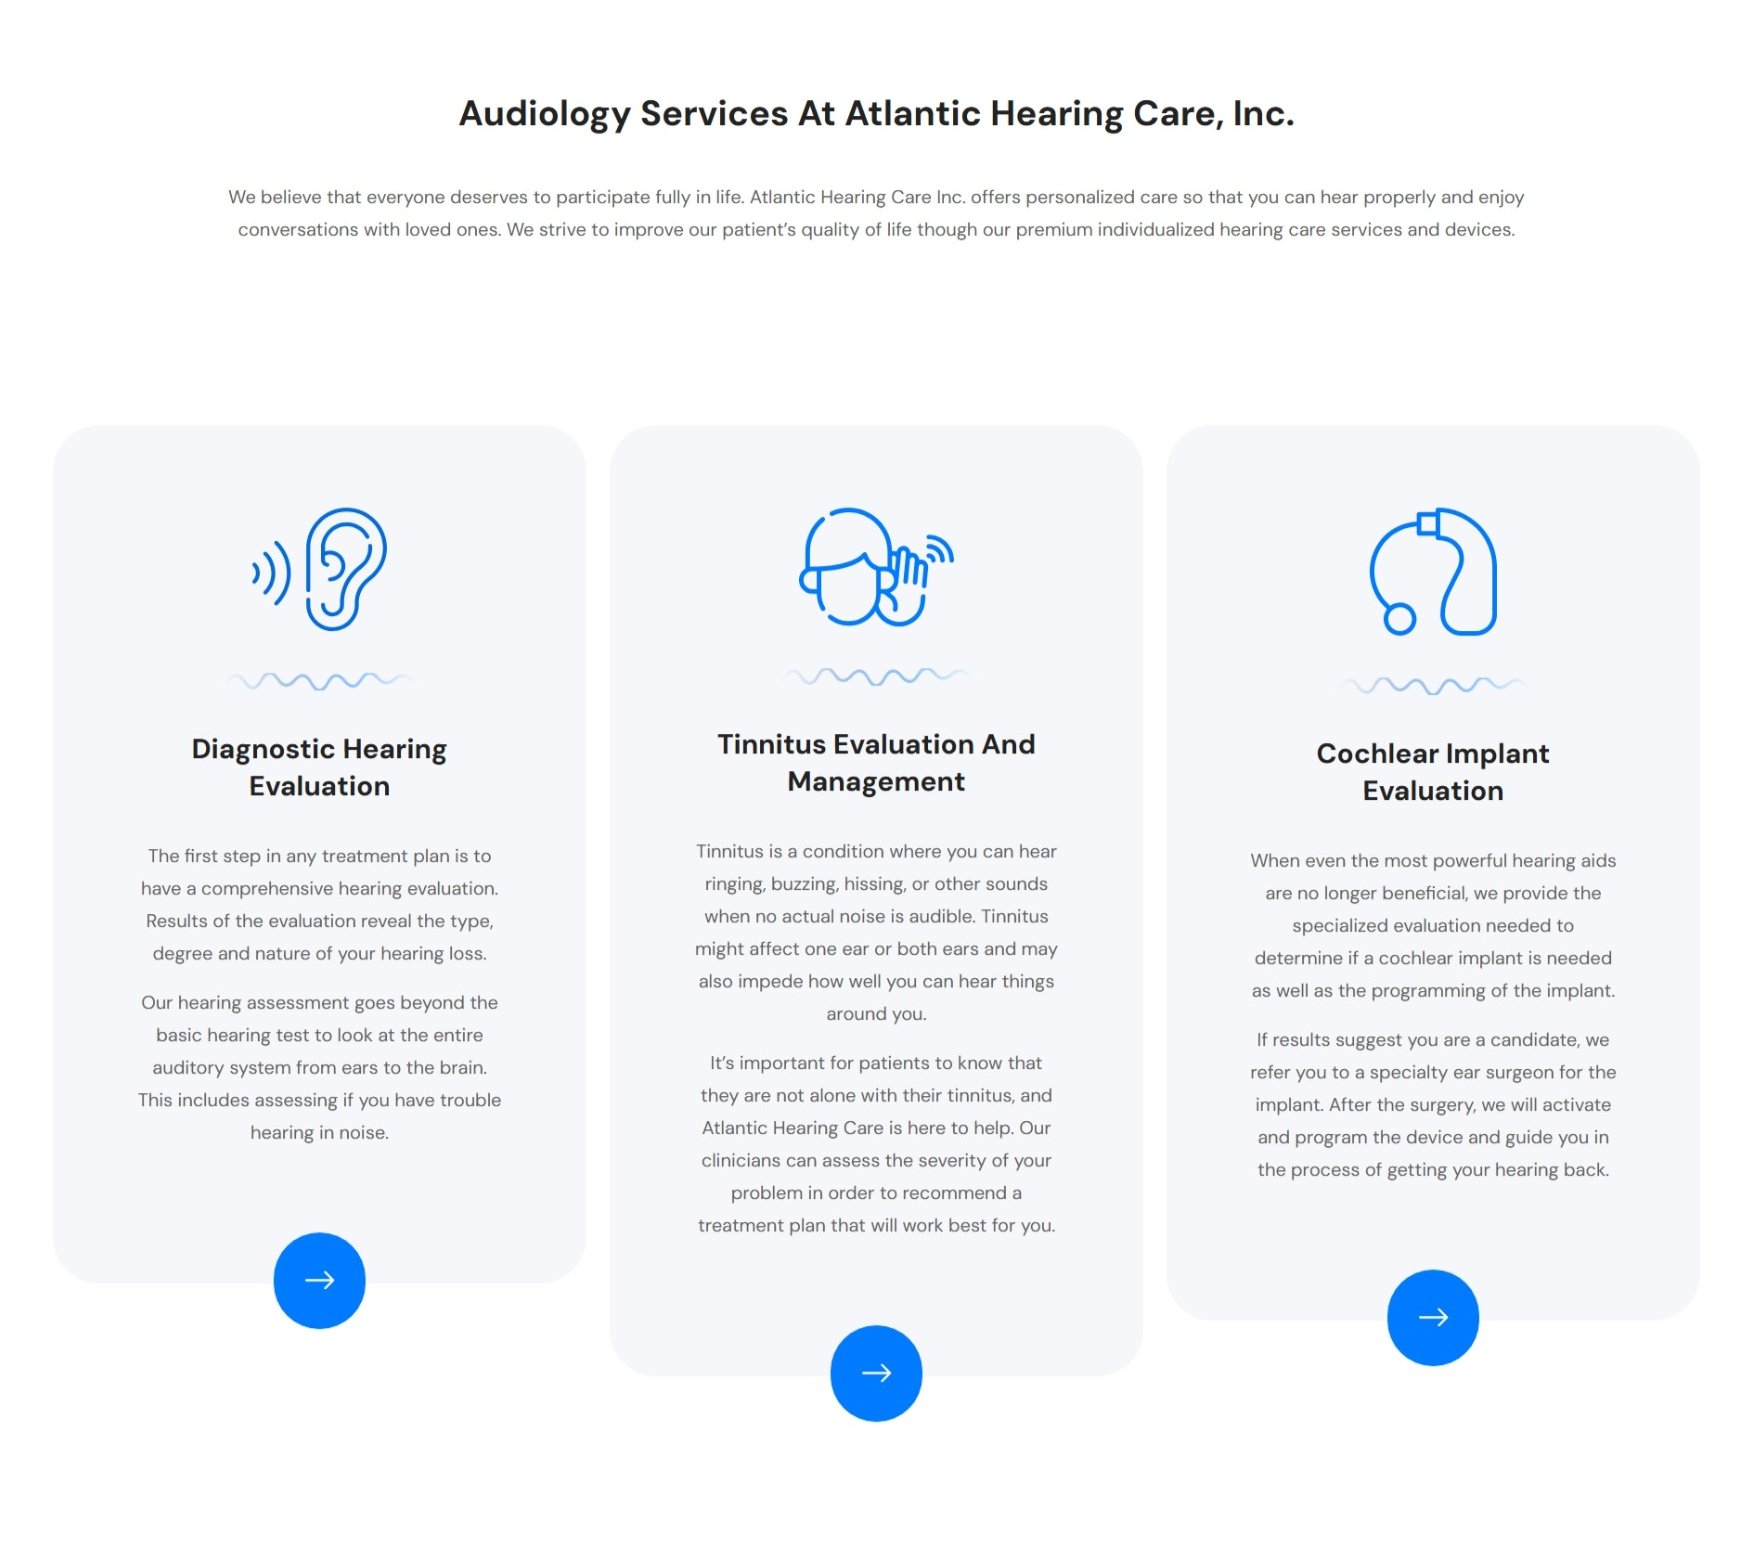 Audiology Services At Atlantic Hearing Care, Inc.
We believe that everyone deserves to participate fully in life. Atlantic Hearing Care Inc. offers personalized care so that you can hear properly and enjoy
conversations with loved ones. We strive to improve our patient’s quality of life though our premium individualized hearing care services and devices.
Diagnostic Hearing
Evaluation
The first step in any treatment plan is to
have a comprehensive hearing evaluation.
Results of the evaluation reveal the type,
degree and nature of your hearing loss.
Our hearing assessment goes beyond the
basic hearing test to look at the entire
auditory system from ears to the brain.
This includes assessing if you have trouble
hearing in noise.
Tinnitus Evaluation And
Management
Tinnitus is a condition where you can hear
ringing, buzzing, hissing, or other sounds
when no actual noise is audible. Tinnitus
might affect one ear or both ears and may
also impede how well you can hear things
around you.
It’s important for patients to know that
they are not alone with their tinnitus, and
Atlantic Hearing Care is here to help. Our
clinicians can assess the severity of your
problem in order to recommend a
treatment plan that will work best for you.
Cochlear Implant
Evaluation
When even the most powerful hearing aids
are no longer beneficial, we provide the
specialized evaluation needed to
determine if a cochlear implant is needed
as well as the programming of the implant.
If results suggest you are a candidate, we
refer you to a specialty ear surgeon for the
implant. After the surgery, we will activate
and program the device and guide you in
the process of getting your hearing back.